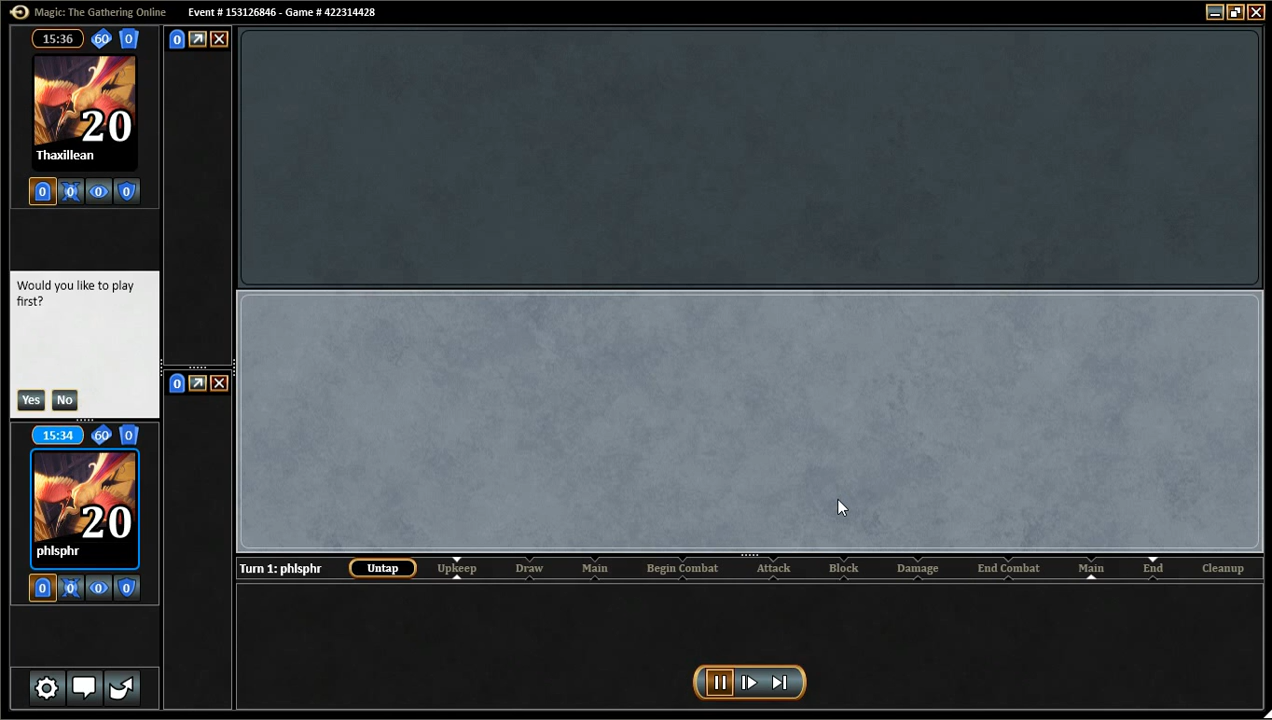 Magic: The Gathering Online
Event # 153126846 - Game # 422314428
15:36 60 0
20
Thaxillean
0 0 0 0
0
Would you like to play
first?
Yes No
15:34 60 0
20
phlsphr
0 0 0 0
0
Turn 1: phlsphr
Untap Upkeep Draw Main Begin Combat Attack Block Damage End Combat Main End Cleanup